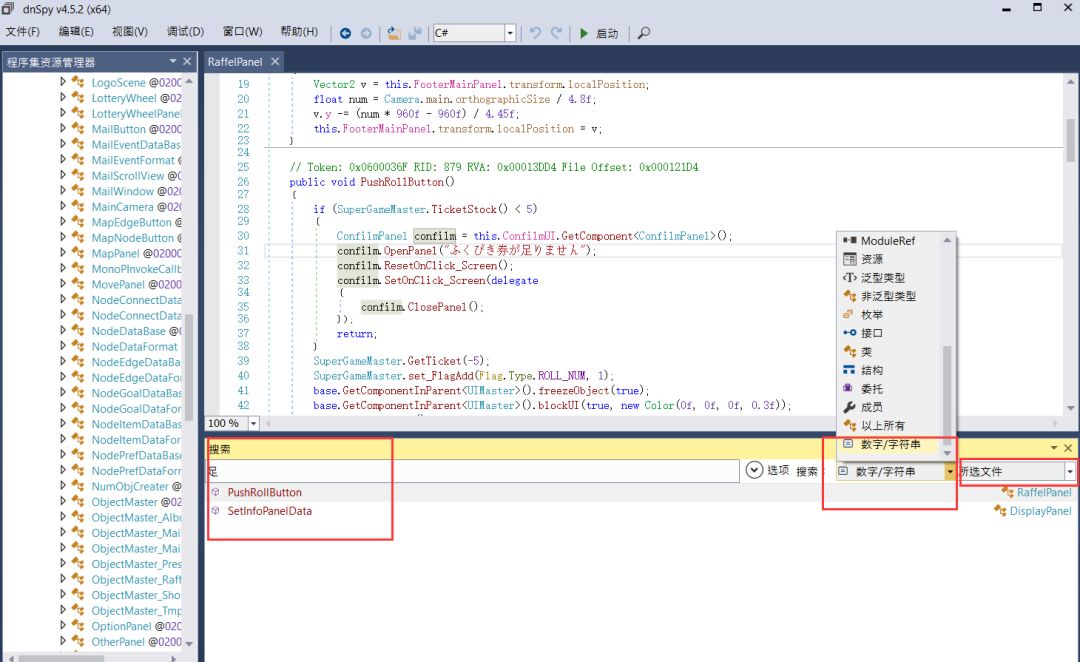 dnSpy v4.5.2 (x64)
文件(F) 编辑(E) 视图(V) 调试(D) 窗口(W) 帮助(H) C# 启动
程序集资源管理器
LogoScene @0200
LotteryWheel @02
LotteryWheelPanel
MailButton @0200
MailEventDataBas
MailEventFormat
MailScrollView @0
MailWindow @020
MainCamera @020
MapEdgeButton
MapNodeButton
MapPanel @02000
MonoPInvokeCallb
MovePanel @0200
NodeConnectData
NodeConnectData
NodeDataBase @0
NodeDataFormat
NodeEdgeDataBa
NodeEdgeDataFo
NodeGoalDataBas
NodeGoalDataFor
NodeItemDataBas
NodeItemDataFor
NodePrefDataBase
NodePrefDataForr
NumObjCreater @
ObjectMaster @02
ObjectMaster_Albu
ObjectMaster_Mai
ObjectMaster_Mai
ObjectMaster_Pres
ObjectMaster_Raff
ObjectMaster_Sho
ObjectMaster_Tmp
OptionPanel @020
OtherPanel @0200
RaffelPanel
19 Vector2 v = this.FooterMainPanel.transform.localPosition;
20 float num = Camera.main.orthographicSize / 4.8f;
21 v.y -= (num * 960f - 960f) / 4.45f;
22 this.FooterMainPanel.transform.localPosition = v;
23 }
24
25 // Token: 0x0600036F RID: 879 RVA: 0x00013DD4 File Offset: 0x000121D4
26 public void PushRollButton()
27 {
28 if (SuperGameMaster.TicketStock() < 5)
29 {
30 ConfilmPanel confilm = this.ConfilmUI.GetComponent<ConfilmPanel>();
31 confilm.OpenPanel("ふくびき券が足りません");
32 confilm.ResetOnClick_Screen();
33 confilm.SetOnClick_Screen(delegate
34 {
35 confilm.ClosePanel();
36 });
37 return;
38 }
39 SuperGameMaster.GetTicket(-5);
40 SuperGameMaster.set_FlagAdd(Flag.Type.ROLL_NUM, 1);
41 base.GetComponentInParent<UIMaster>().freezeObject(true);
42 base.GetComponentInParent<UIMaster>().blockUI(true, new Color(0f, 0f, 0f, 0.3f));
100 %
ModuleRef
资源
泛型类型
非泛型类型
枚举
接口
类
结构
委托
成员
以上所有
数字/字符串
搜索
足 选项 搜索: 数字/字符串 所选文件
PushRollButton RaffelPanel
SetInfoPanelData DisplayPanel